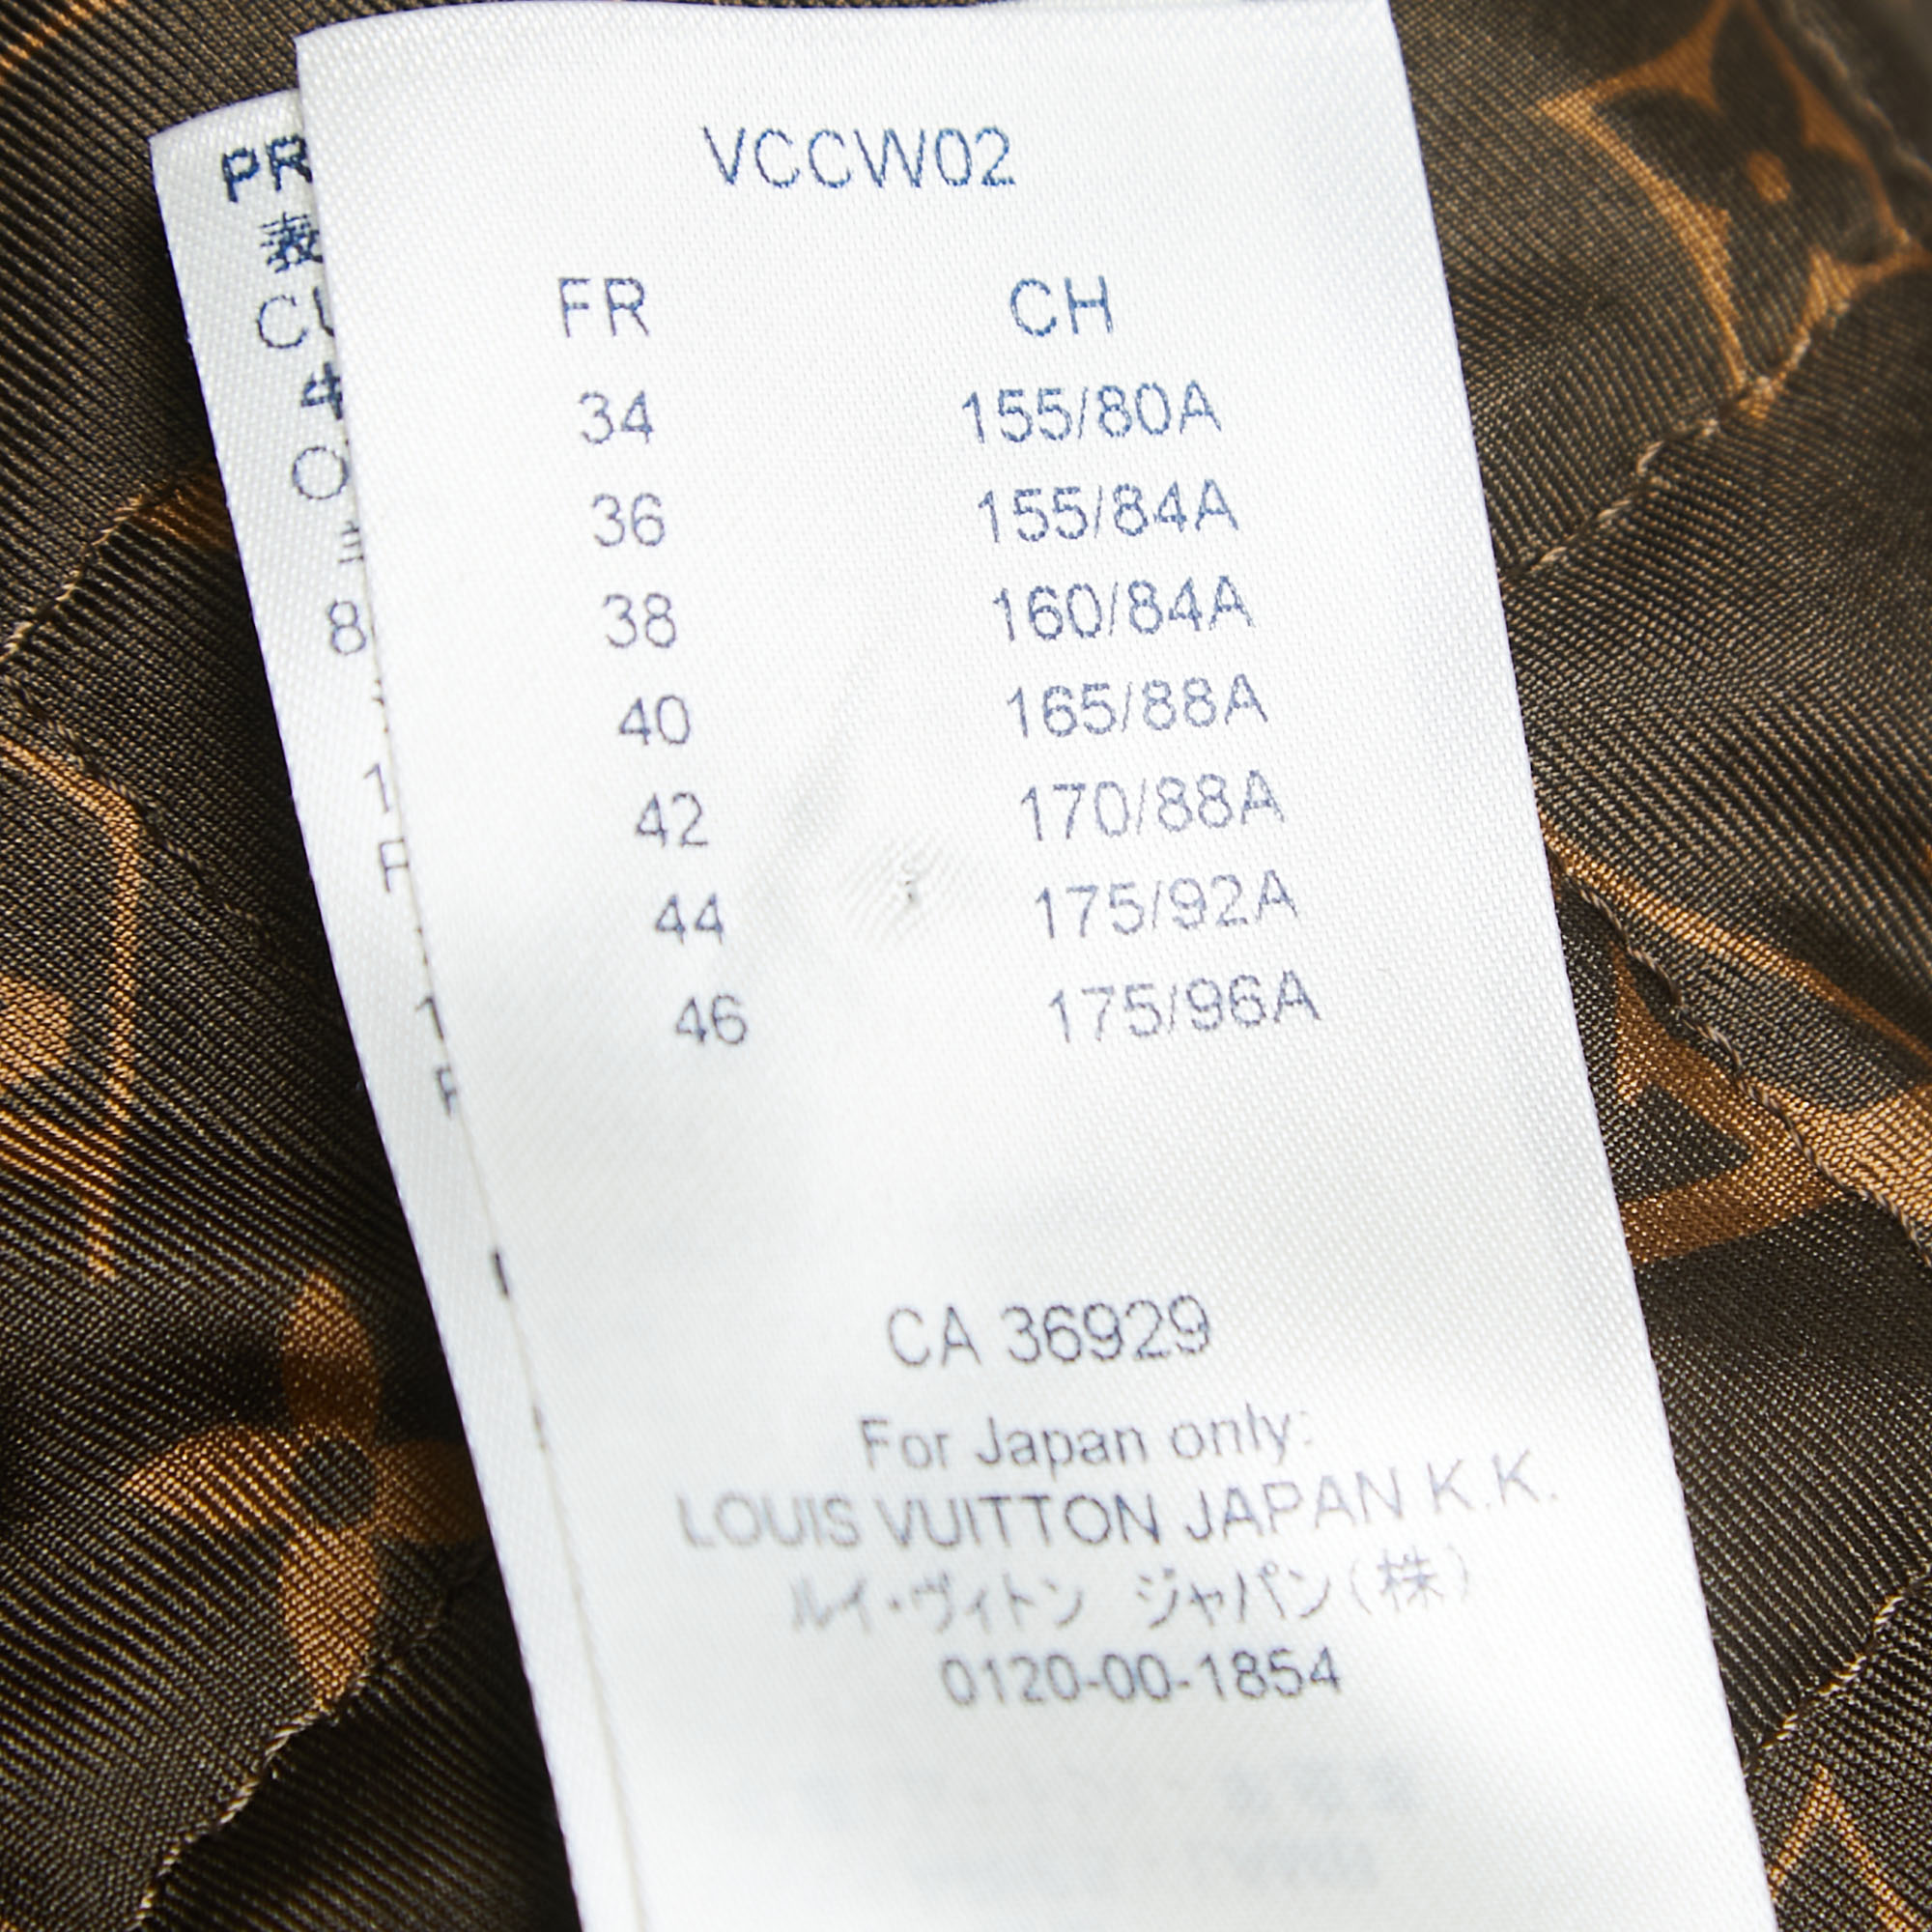 VCCW02
FR CH
34 155/80A
36 155/84A
38 160/84A
40 165/88A
42 170/88A
44 175/92A
46 175/96A
CA 36929
For Japan only:
LOUIS VUITTON JAPAN K.K.
ルイ・ヴィトン ジャパン(株)
0120-00-1854